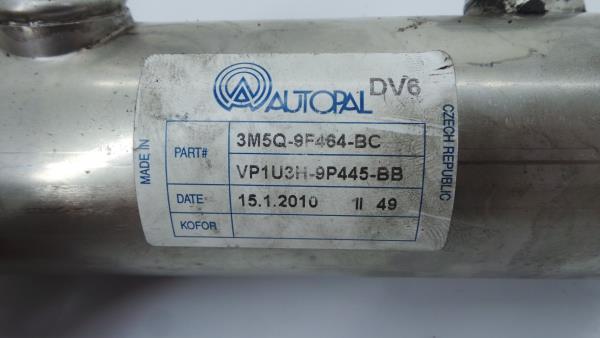 AUTOPAL
DV6
MADE IN
CZECH REPUBLIC
PART#
3M5Q-9F464-BC
VP1U3H-9P445-BB
DATE
15.1.2010 II 49
KOFOR